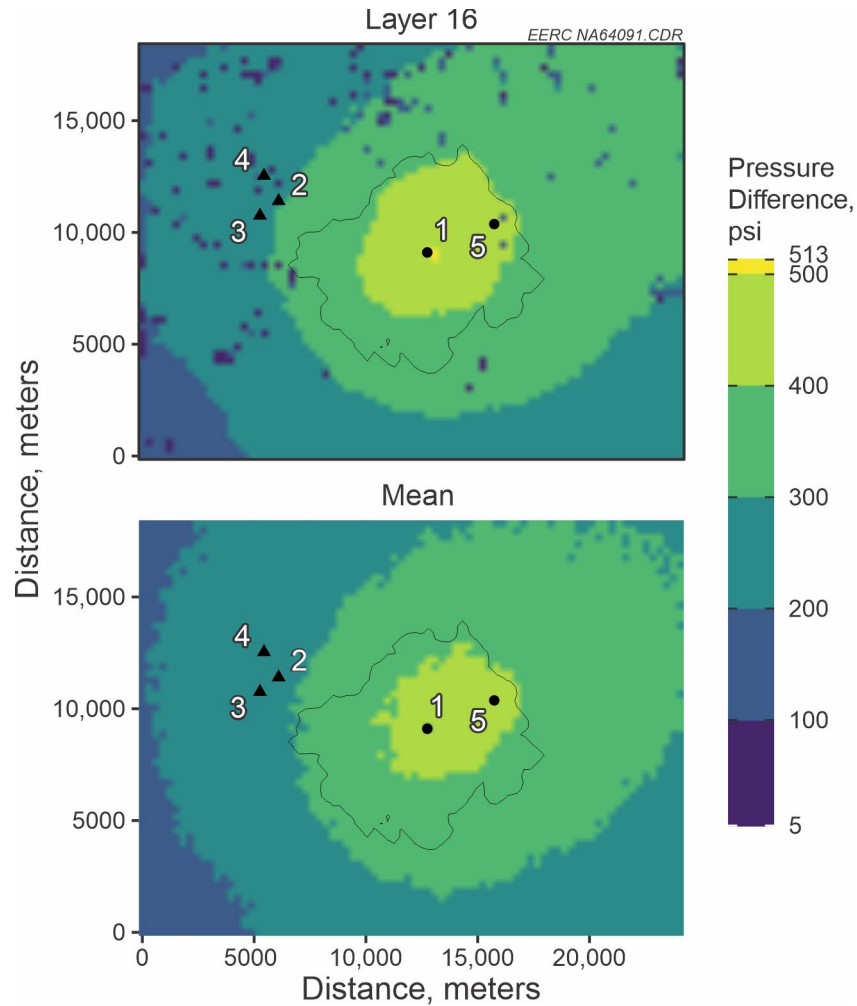 Layer 16
EERC NA64091.CDR
15,000
10,000
5000
0
4
2
3
1
5
Pressure
Difference,
psi
513
500
400
300
200
100
5
Mean
15,000
10,000
5000
0
4
2
3
1
5
0 5000 10,000 15,000 20,000
Distance, meters
Distance, meters